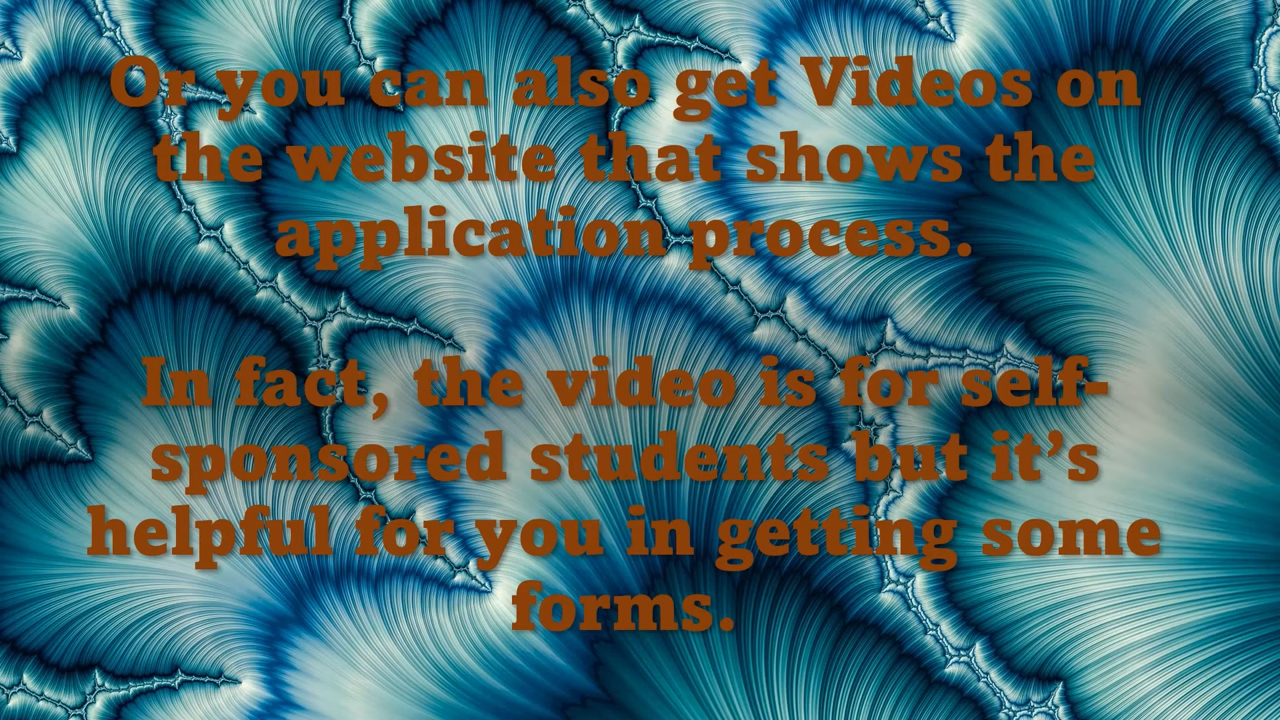 Or you can also get Videos on
the website that shows the
application process.
In fact, the video is for self-
sponsored students but it’s
helpful for you in getting some
forms.